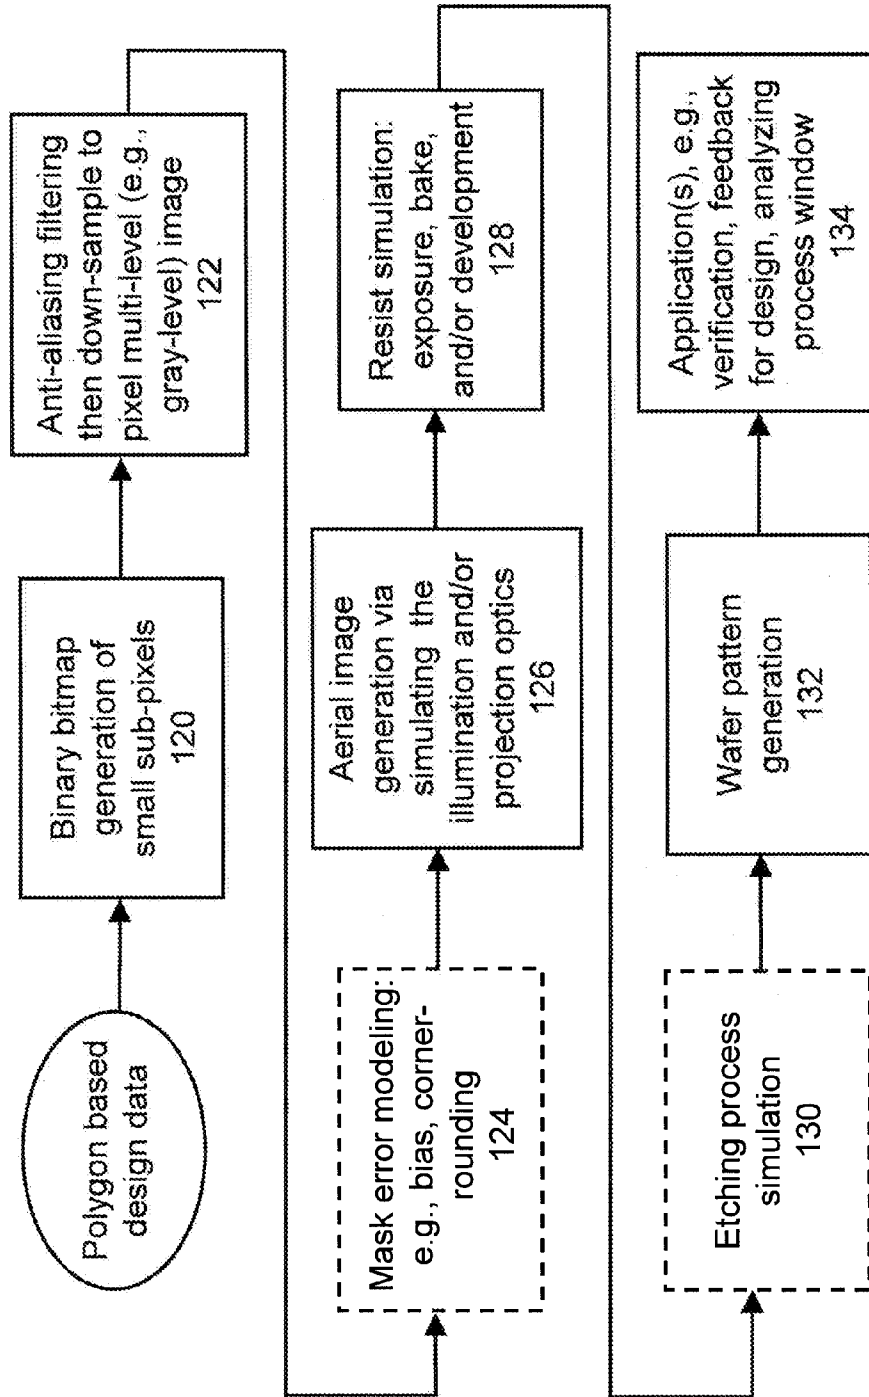 Polygon based
design data
Binary bitmap
generation of
small sub-pixels
120
Anti-aliasing filtering
then down-sample to
pixel multi-level (e.g.,
gray-level) image
122
Mask error modeling:
e.g., bias, corner-
rounding
124
Aerial image
generation via
simulating the
illumination and/or
projection optics
126
Resist simulation:
exposure, bake,
and/or development
128
Etching process
simulation
130
Wafer pattern
generation
132
Application(s), e.g.,
verification, feedback
for design, analyzing
process window
134